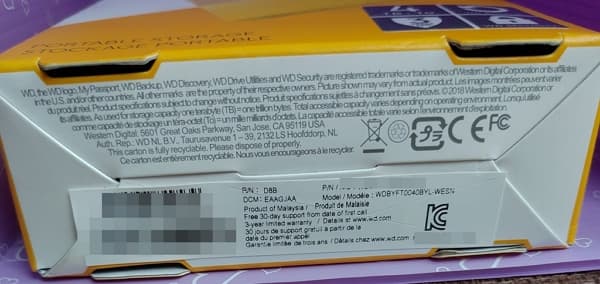 PORTABLE STORAGE
STOCKAGE PORTABLE
WD, the WD logo, My Passport, WD Backup, WD Discovery, WD Drive Utilities and WD Security are registered trademarks or trademarks of Western Digital Corporation or its affiliates
in the U.S. and/or other countries. All other marks are the property of their respective owners. Picture shown may vary from actual product. Les images montrées peuvent varier
du produit réel. Product specifications subject to change without notice. Produit spécifications sujettes à changement sans préavis. ©2018 Western Digital Corporation ou ses affiliés
As used for storage capacity one terabyte (TB) = one trillion bytes. Total accessible capacity varies depending on operating environment. Lorsqu'utilisé
comme capacité de stockage un téra octet (To) = un mille milliards d'octets. La capacité accessible totale varie selon l'environnement d'exploitation.
Western Digital: 5601 Great Oaks Parkway, San Jose, CA 95119 USA
Auth. Rep.: WD NL B.V., Taurusavenue 1 – 39, 2132 LS Hoofddorp, NL
This carton is fully recyclable. Please dispose of properly.
Ce carton est entièrement recyclable. Nous vous encourageons à le recycler.
CE FC
R/N: D8B
P/N
DCM: EAAGJAA
Model / Modèle : WDBYFT0040BYL-WESN
Product of Malaysia / Produit de Malaisie
Free 30-day support from date of first call
3-year limited warranty / Details at www.wd.com
30 jours de support gratuit à partir de la
date du premier appel
Garantie limitée de trois ans / Détails chez www.wd.com